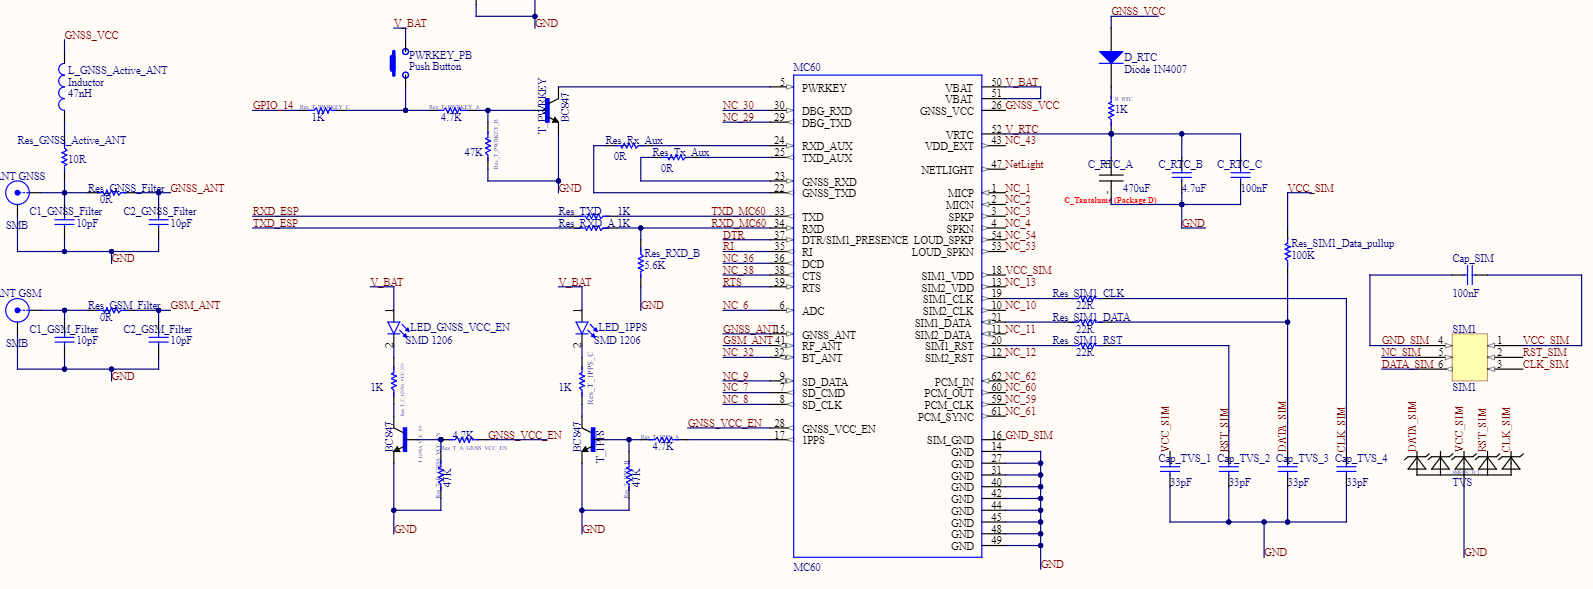 GNSS_VCC
L_GNSS_Active_ANT
Inductor
47nH
Res_GNSS_Active_ANT
10R
ANT GNSS
Res_GNSS_Filter
GNSS_ANT
0R
SMB
C1_GNSS_Filter
10pF
C2_GNSS_Filter
10pF
GND
ANT GSM
Res_GSM_Filter
GSM_ANT
0R
SMB
C1_GSM_Filter
10pF
C2_GSM_Filter
10pF
GND
GND
V_BAT
PWRKEY_PB
Push Button
GPIO_14
Res_T_PWRKEY_C
1K
Res_T_PWRKEY_A
4.7K
47K
Res_T_PWRKEY_B
T_PWRKEY
BC847
GND
Res_Rx_Aux
0R
Res_Tx_Aux
0R
RXD_ESP
Res_TXD
1K
TXD_MC60
TXD_ESP
Res_RXD_A
1K
RXD_MC60
Res_RXD_B
5.6K
GND
V_BAT
1
LED_GNSS_VCC_EN
SMD 1206
2
1K
BC847
4.7K
GNSS_VCC_EN
47K
GND
V_BAT
1
LED_1PPS
SMD 1206
2
1K
Res_T_1PPS_C
BC847
T_1PPS
4.7K
47K
GND
MC60
5 PWRKEY
NC_30 30 DBG_RXD
NC_29 29 DBG_TXD
24 RXD_AUX
25 TXD_AUX
23 GNSS_RXD
22 GNSS_TXD
33 TXD
34 RXD
DTR 37 DTR/SIM1_PRESENCE
RI 35 RI
NC_36 36 DCD
NC_38 38 CTS
RTS 39 RTS
NC_6 6 ADC
GNSS_ANT 15 GNSS_ANT
GSM_ANT 41 RF_ANT
NC_32 32 BT_ANT
NC_9 9 SD_DATA
NC_7 7 SD_CMD
NC_8 8 SD_CLK
GNSS_VCC_EN 28 GNSS_VCC_EN
17 1PPS
VBAT 50 V_BAT
VBAT 51
GNSS_VCC 26 GNSS_VCC
VRTC 52 V_RTC
VDD_EXT 43 NC_43
NETLIGHT 47 NetLight
MICP 1 NC_1
MICN 2 NC_2
SPKP 3 NC_3
SPKN 4 NC_4
LOUD_SPKP 54 NC_54
LOUD_SPKN 53 NC_53
SIM1_VDD 18 VCC_SIM
SIM2_VDD 13 NC_13
SIM1_CLK 19
SIM2_CLK 10 NC_10
SIM1_DATA 21
SIM2_DATA 11 NC_11
SIM1_RST 20
SIM2_RST 12 NC_12
PCM_IN 62 NC_62
PCM_OUT 60 NC_60
PCM_CLK 59 NC_59
PCM_SYNC 61 NC_61
SIM_GND 16 GND_SIM
GND 14
GND 27
GND 31
GND 40
GND 42
GND 44
GND 45
GND 48
GND 49
GND
MC60
GNSS_VCC
D_RTC
Diode 1N4007
R_RTC
1K
C_RTC_A
470uF
C_Tantalume (Package D)
C_RTC_B
4.7uF
C_RTC_C
100nF
GND
VCC_SIM
Res_SIM1_Data_pullup
100K
Res_SIM1_CLK
22R
Res_SIM1_DATA
22R
Res_SIM1_RST
22R
VCC_SIM
RST_SIM
DATA_SIM
CLK_SIM
Cap_TVS_1
33pF
Cap_TVS_2
33pF
Cap_TVS_3
33pF
Cap_TVS_4
33pF
GND
Cap_SIM
100nF
SIM1
GND_SIM 4
NC_SIM 5
DATA_SIM 6
1 VCC_SIM
2 RST_SIM
3 CLK_SIM
SIM1
DATA_SIM
VCC_SIM
RST_SIM
CLK_SIM
TVS
GND